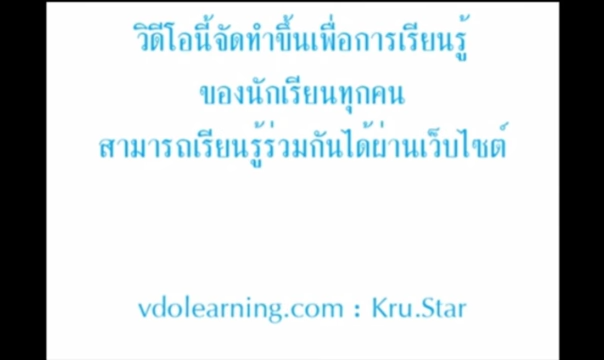 วิดีโอนี้จัดทำขึ้นเพื่อการเรียนรู้
ของนักเรียนทุกคน
สามารถเรียนรู้ร่วมกันได้ผ่านเว็บไซต์
vdolearning.com : Kru.Star